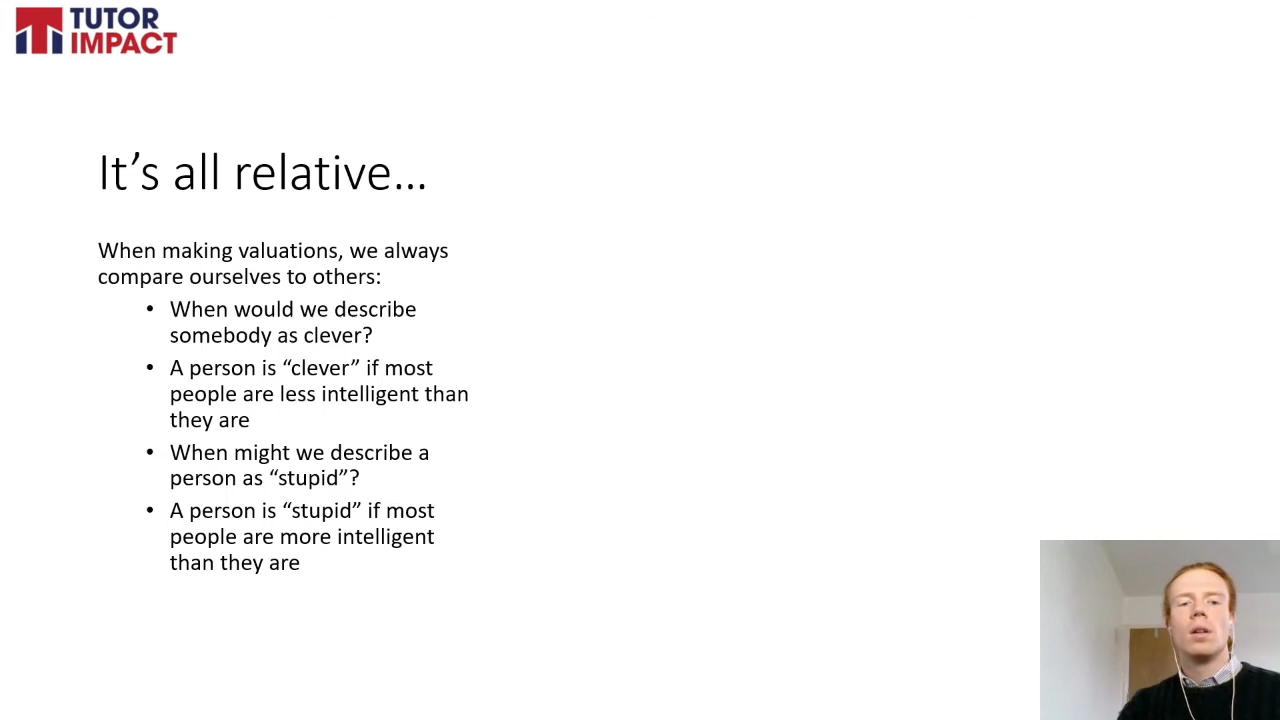 TUTOR
IMPACT
It’s all relative…
When making valuations, we always
compare ourselves to others:
• When would we describe
somebody as clever?
• A person is “clever” if most
people are less intelligent than
they are
• When might we describe a
person as “stupid”?
• A person is “stupid” if most
people are more intelligent
than they are